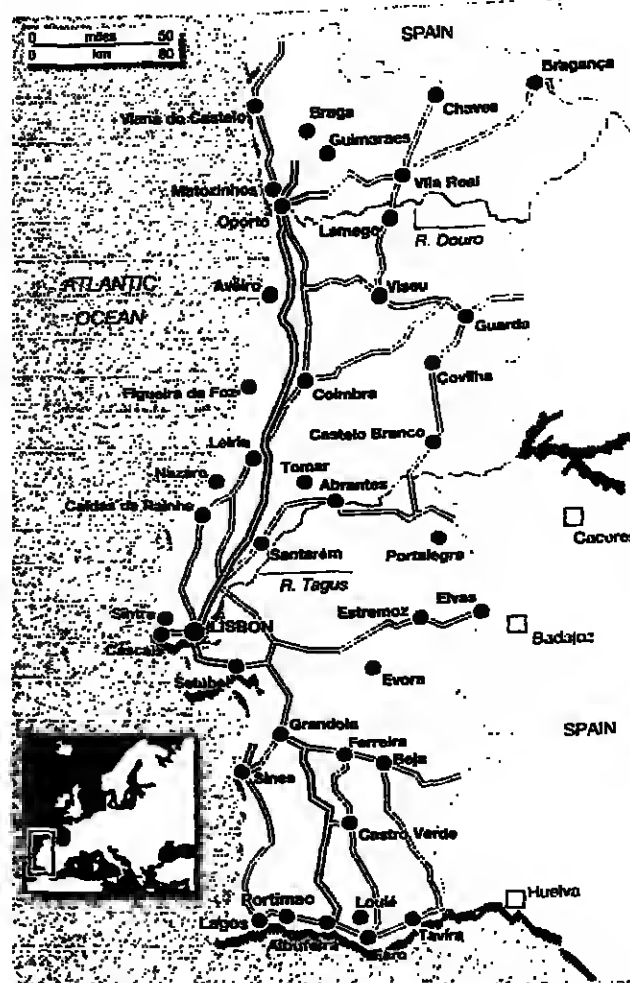 0 miles 50
0 km 80
SPAIN
Bragança
Chaves
Viana do Castelo
Braga
Guimaraes
Matozinhos
Vila Real
Oporto
Lamego
R. Douro
ATLANTIC
OCEAN
Aveiro
Viseu
Guarda
Covilha
Figueira da Foz
Coimbra
Castelo Branco
Leiria
Nazare
Tomar
Abrantes
Caldas da Rainha
Caceres
Santarém
Portalegra
R. Tagus
Sintra
LISBON
Estremoz
Elvas
Badajoz
Cascais
Setubal
Evora
Grandola
SPAIN
Ferreira
Beja
Sines
Castro Verde
Portimao
Loulé
Huelva
Lagos
Albufeira
Faro
Tavira